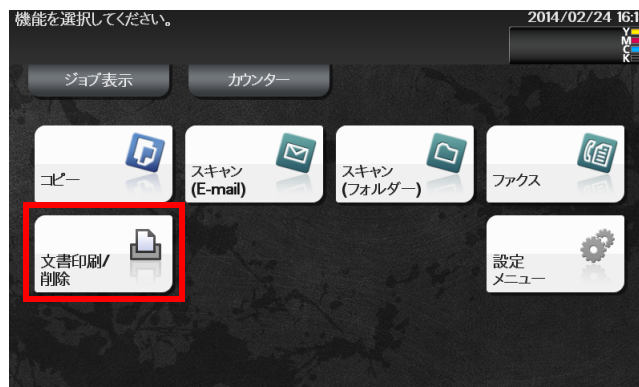 機能を選択してください。
2014/02/24 16:1
Y
M
C
K
ジョブ表示
カウンター
コピー
スキャン
(E-mail)
スキャン
(フォルダー)
ファクス
文書印刷/
削除
設定
メニュー